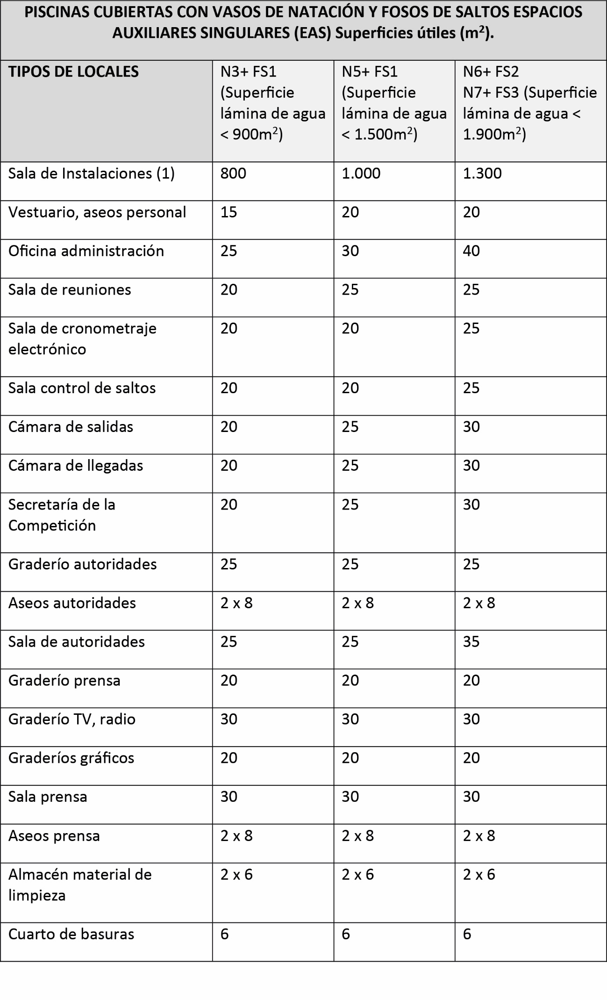 PISCINAS CUBIERTAS CON VASOS DE NATACIÓN Y FOSOS DE SALTOS ESPACIOS
AUXILIARES SINGULARES (EAS) Superficies útiles (m²).
TIPOS DE LOCALES
N3+ FS1
(Superficie
lámina de agua
< 900m²)
N5+ FS1
(Superficie
lámina de agua
< 1.500m²)
N6+ FS2
N7+ FS3 (Superficie
lámina de agua <
1.900m²)
Sala de Instalaciones (1) 800 1.000 1.300
Vestuario, aseos personal 15 20 20
Oficina administración 25 30 40
Sala de reuniones 20 25 25
Sala de cronometraje 20 20 25
electrónico
Sala control de saltos 20 20 25
Cámara de salidas 20 25 30
Cámara de llegadas 20 25 30
Secretaría de la 20 25 30
Competición
Graderío autoridades 25 25 25
Aseos autoridades 2 x 8 2 x 8 2 x 8
Sala de autoridades 25 25 35
Graderío prensa 20 20 20
Graderío TV, radio 30 30 30
Graderíos gráficos 20 20 20
Sala prensa 30 30 30
Aseos prensa 2 x 8 2 x 8 2 x 8
Almacén material de 2 x 6 2 x 6 2 x 6
limpieza
Cuarto de basuras 6 6 6